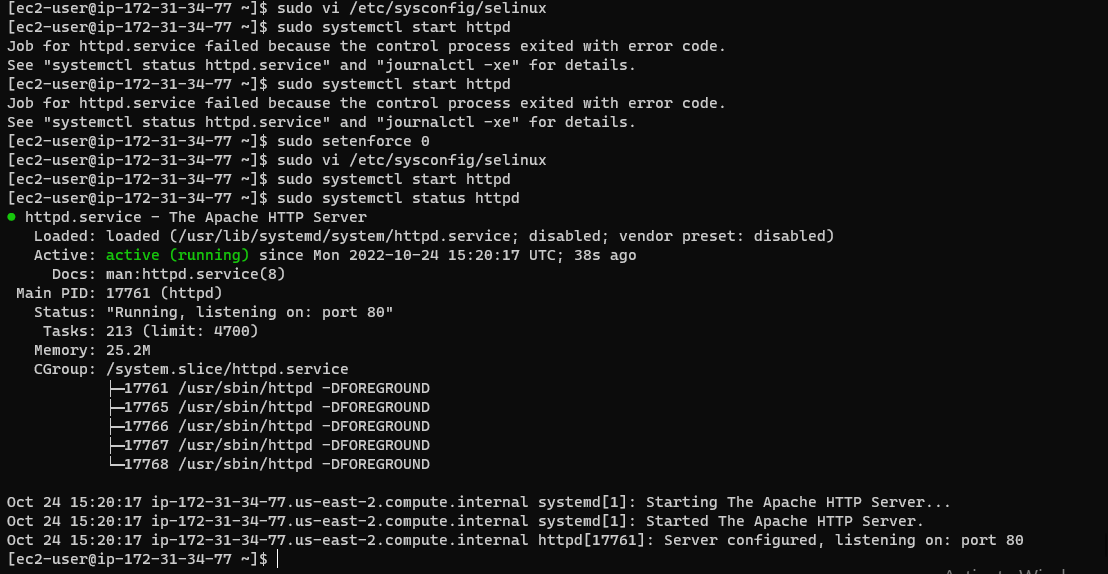 [ec2-user@ip-172-31-34-77 ~]$ sudo vi /etc/sysconfig/selinux
[ec2-user@ip-172-31-34-77 ~]$ sudo systemctl start httpd
Job for httpd.service failed because the control process exited with error code.
See "systemctl status httpd.service" and "journalctl -xe" for details.
[ec2-user@ip-172-31-34-77 ~]$ sudo systemctl start httpd
Job for httpd.service failed because the control process exited with error code.
See "systemctl status httpd.service" and "journalctl -xe" for details.
[ec2-user@ip-172-31-34-77 ~]$ sudo setenforce 0
[ec2-user@ip-172-31-34-77 ~]$ sudo vi /etc/sysconfig/selinux
[ec2-user@ip-172-31-34-77 ~]$ sudo systemctl start httpd
[ec2-user@ip-172-31-34-77 ~]$ sudo systemctl status httpd
● httpd.service - The Apache HTTP Server
   Loaded: loaded (/usr/lib/systemd/system/httpd.service; disabled; vendor preset: disabled)
   Active: active (running) since Mon 2022-10-24 15:20:17 UTC; 38s ago
     Docs: man:httpd.service(8)
 Main PID: 17761 (httpd)
   Status: "Running, listening on: port 80"
    Tasks: 213 (limit: 4700)
   Memory: 25.2M
   CGroup: /system.slice/httpd.service
           ├─17761 /usr/sbin/httpd -DFOREGROUND
           ├─17765 /usr/sbin/httpd -DFOREGROUND
           ├─17766 /usr/sbin/httpd -DFOREGROUND
           ├─17767 /usr/sbin/httpd -DFOREGROUND
           └─17768 /usr/sbin/httpd -DFOREGROUND
Oct 24 15:20:17 ip-172-31-34-77.us-east-2.compute.internal systemd[1]: Starting The Apache HTTP Server...
Oct 24 15:20:17 ip-172-31-34-77.us-east-2.compute.internal systemd[1]: Started The Apache HTTP Server.
Oct 24 15:20:17 ip-172-31-34-77.us-east-2.compute.internal httpd[17761]: Server configured, listening on: port 80
[ec2-user@ip-172-31-34-77 ~]$